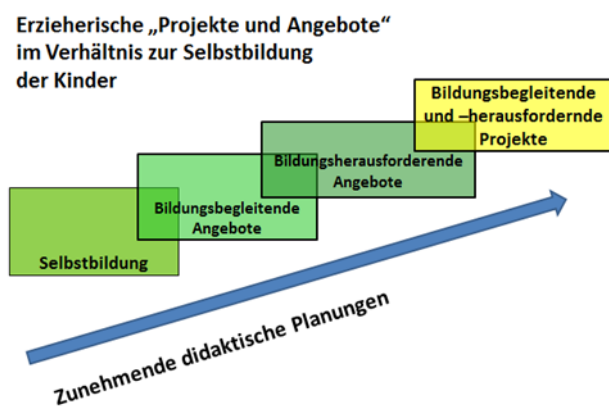 Erzieherische „Projekte und Angebote“
im Verhältnis zur Selbstbildung
der Kinder
Bildungsbegleitende
und –herausfordernde
Projekte
Bildungsherausforderende
Angebote
Bildungsbegleitende
Angebote
Selbstbildung
Zunehmende didaktische Planungen